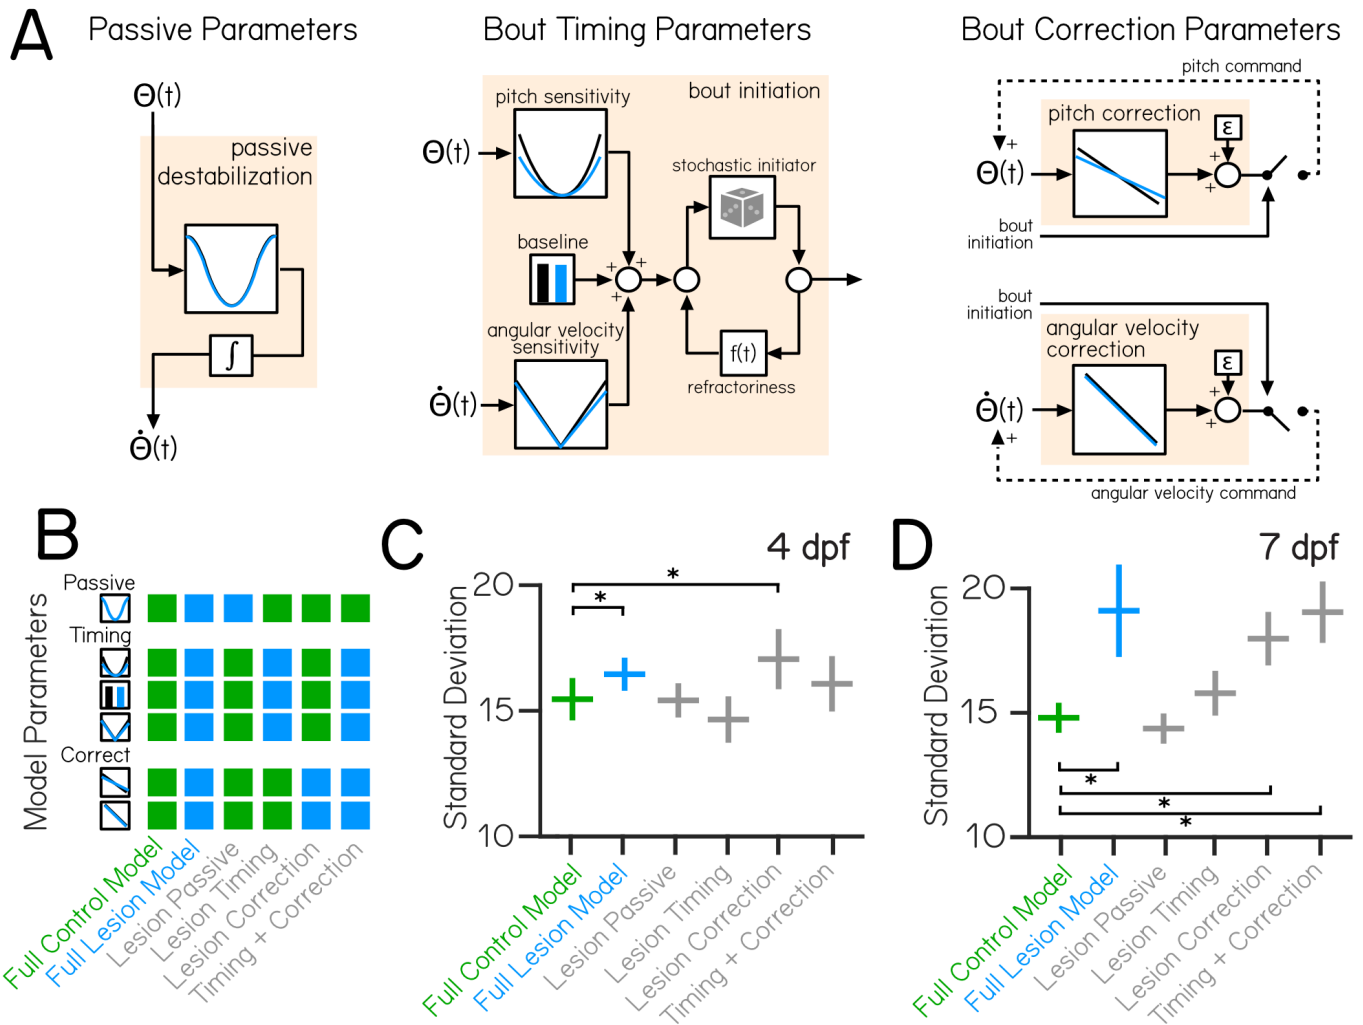 A
Passive Parameters
Θ(t)
passive
destabilization
∫
Θ̇(t)
Bout Timing Parameters
pitch sensitivity
bout initiation
Θ(t)
stochastic initiator
baseline
+
+
+
angular velocity
sensitivity
f(t)
refractoriness
Θ̇(t)
Bout Correction Parameters
pitch command
pitch correction
ε
+
+
+
Θ(t)
bout
initiation
bout
initiation
angular velocity
correction
ε
+
+
Θ̇(t)
+
angular velocity command
B
Model Parameters
Passive
Timing
Correct
Full Control Model
Full Lesion Model
Lesion Passive
Lesion Timing
Lesion Correction
Timing + Correction
C
4 dpf
Standard Deviation
20
15
10
*
*
Full Control Model
Full Lesion Model
Lesion Passive
Lesion Timing
Lesion Correction
Timing + Correction
D
7 dpf
Standard Deviation
20
15
10
*
*
*
Full Control Model
Full Lesion Model
Lesion Passive
Lesion Timing
Lesion Correction
Timing + Correction